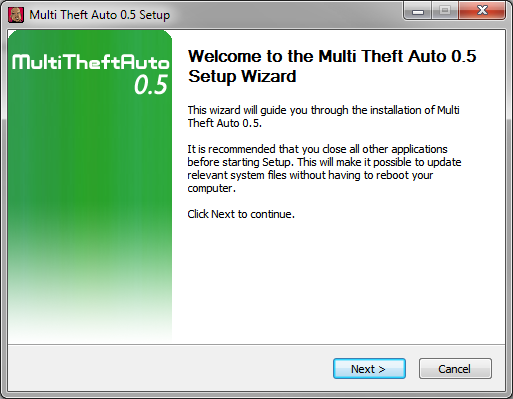 Multi Theft Auto 0.5 Setup
MultiTheftAuto
0.5
Welcome to the Multi Theft Auto 0.5
Setup Wizard
This wizard will guide you through the installation of Multi
Theft Auto 0.5.
It is recommended that you close all other applications
before starting Setup. This will make it possible to update
relevant system files without having to reboot your
computer.
Click Next to continue.
Next >
Cancel